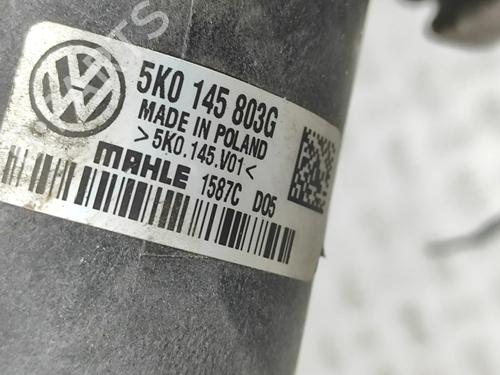 5K0 145 803G
MADE IN POLAND
>5K0.145.V01<
MAHLE 1587C D05